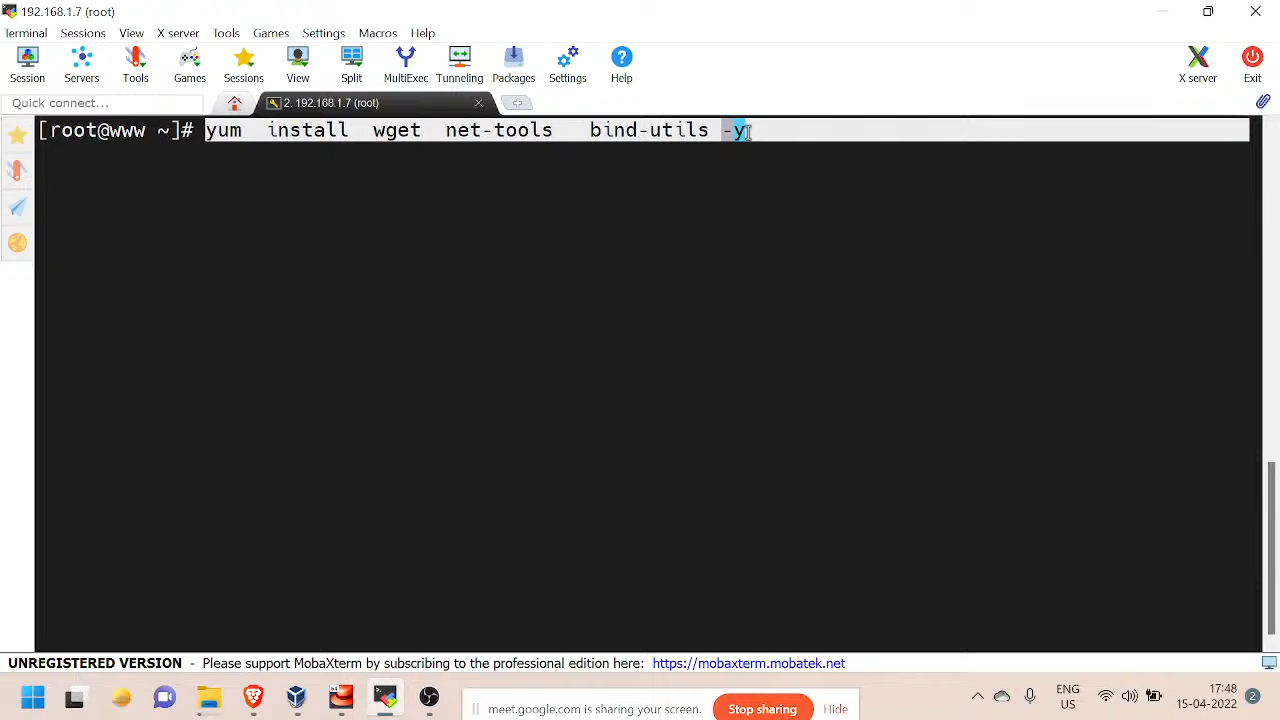 192.168.1.7 (root)
Terminal Sessions View X server Tools Games Settings Macros Help
Session Servers Tools Games Sessions View Split MultiExec Tunneling Packages Settings Help X server Exit
Quick connect... 2. 192.168.1.7 (root)
[root@www ~]# yum install wget net-tools bind-utils -y
UNREGISTERED VERSION - Please support MobaXterm by subscribing to the professional edition here: https://mobaxterm.mobatek.net
meet.google.com is sharing your screen. Stop sharing Hide
ENG 17:48
US 15-04-2022 2